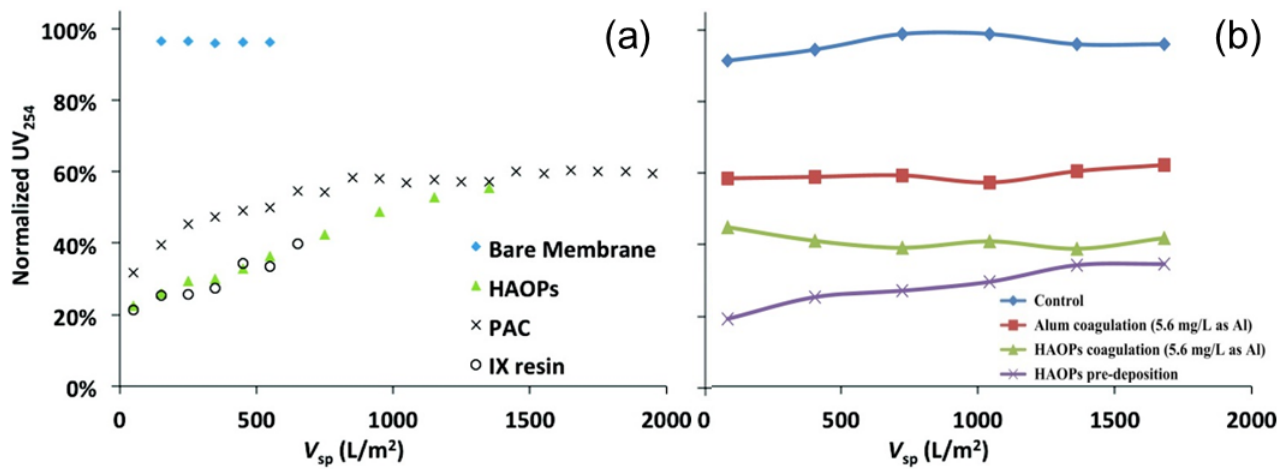 (a)
100%
80%
60%
40%
20%
0%
Normalized UV254
0
500
1000
1500
2000
Vsp (L/m²)
Bare Membrane
HAOPs
PAC
IX resin
(b)
0
500
1000
1500
2000
Vsp (L/m²)
Control
Alum coagulation (5.6 mg/L as Al)
HAOPs coagulation (5.6 mg/L as Al)
HAOPs pre-deposition